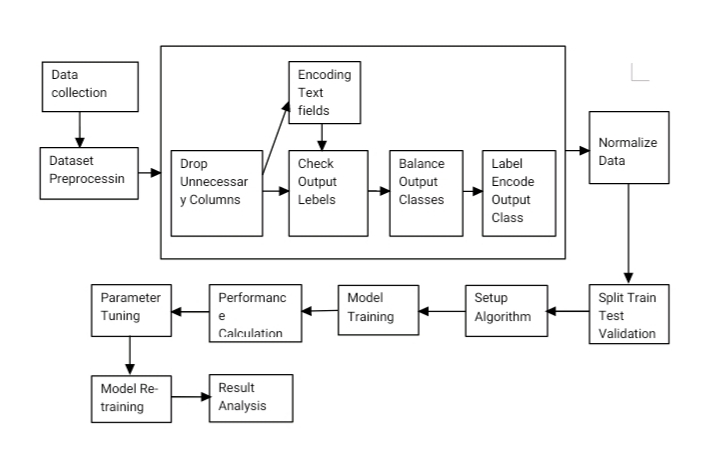 Data
collection
Dataset
Preprocessin
Encoding
Text
fields
Drop
Unnecessar
y Columns
Check
Output
Lebels
Balance
Output
Classes
Label
Encode
Output
Class
Normalize
Data
Split Train
Test
Validation
Setup
Algorithm
Model
Training
Performanc
e
Calculation
Parameter
Tuning
Model Re-
training
Result
Analysis